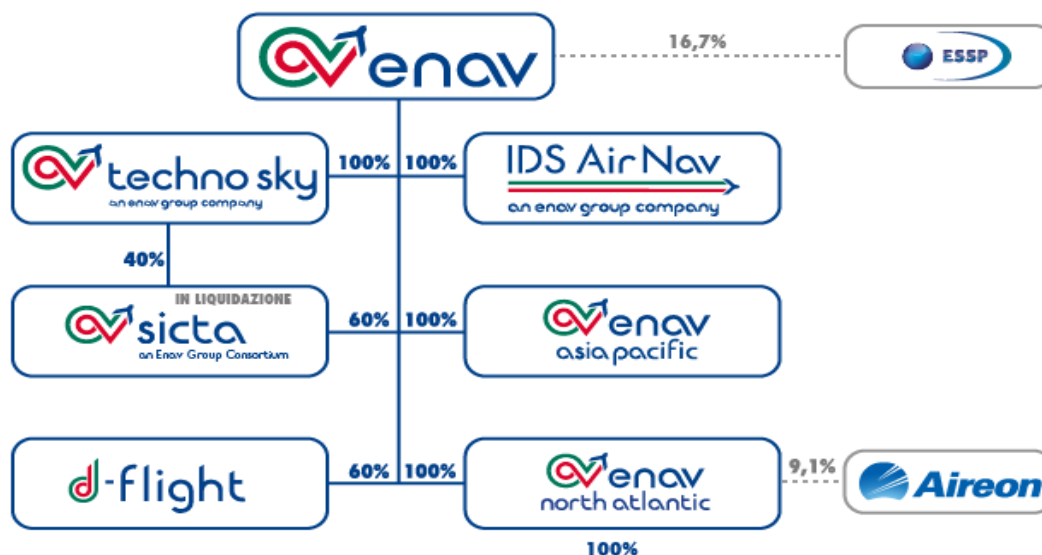 enav
16,7%
ESSP
techno sky
an enav group company
100%
100%
IDS Air Nav
an enav group company
40%
IN LIQUIDAZIONE
sicta
an Enav Group Consortium
60%
100%
enav
asia pacific
d-flight
60%
100%
enav
north atlantic
9,1%
Aireon
100%